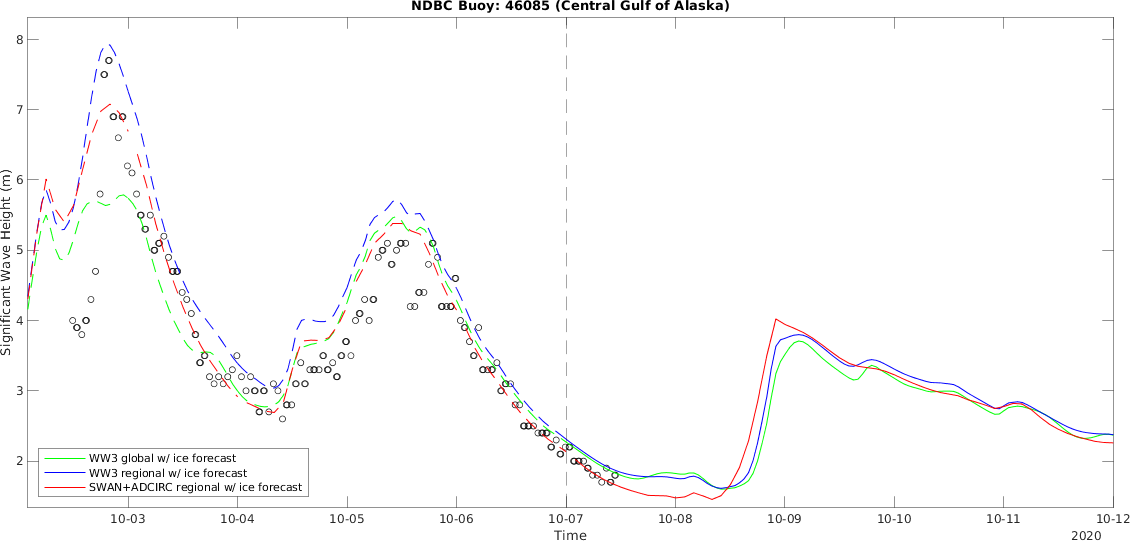 NDBC Buoy: 46085 (Central Gulf of Alaska)
Significant Wave Height (m)
8
7
6
5
4
3
2
WW3 global w/ ice forecast
WW3 regional w/ ice forecast
SWAN+ADCIRC regional w/ ice forecast
10-03 10-04 10-05 10-06 10-07 10-08 10-09 10-10 10-11 10-12
Time
2020